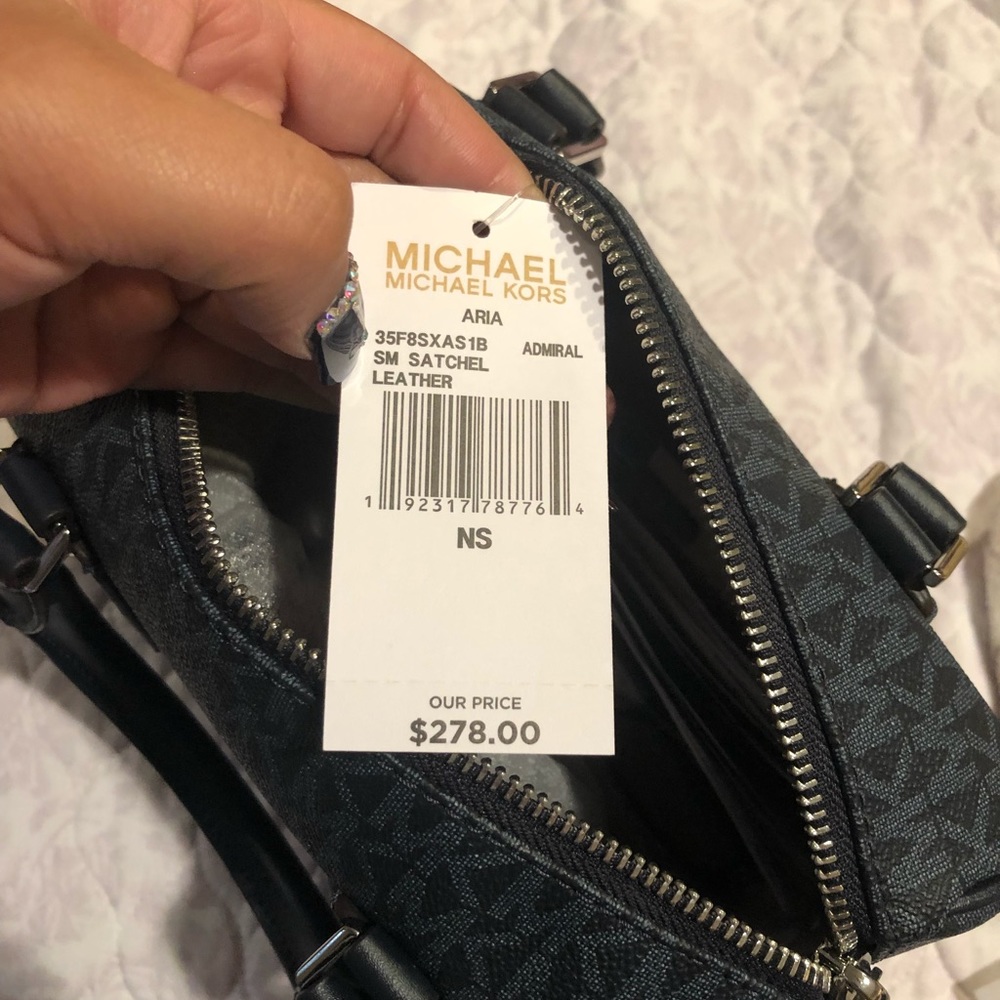 MICHAEL
MICHAEL KORS
ARIA
35F8SXAS1B ADMIRAL
SM SATCHEL
LEATHER
1 92317 78776 4
NS
OUR PRICE
$278.00